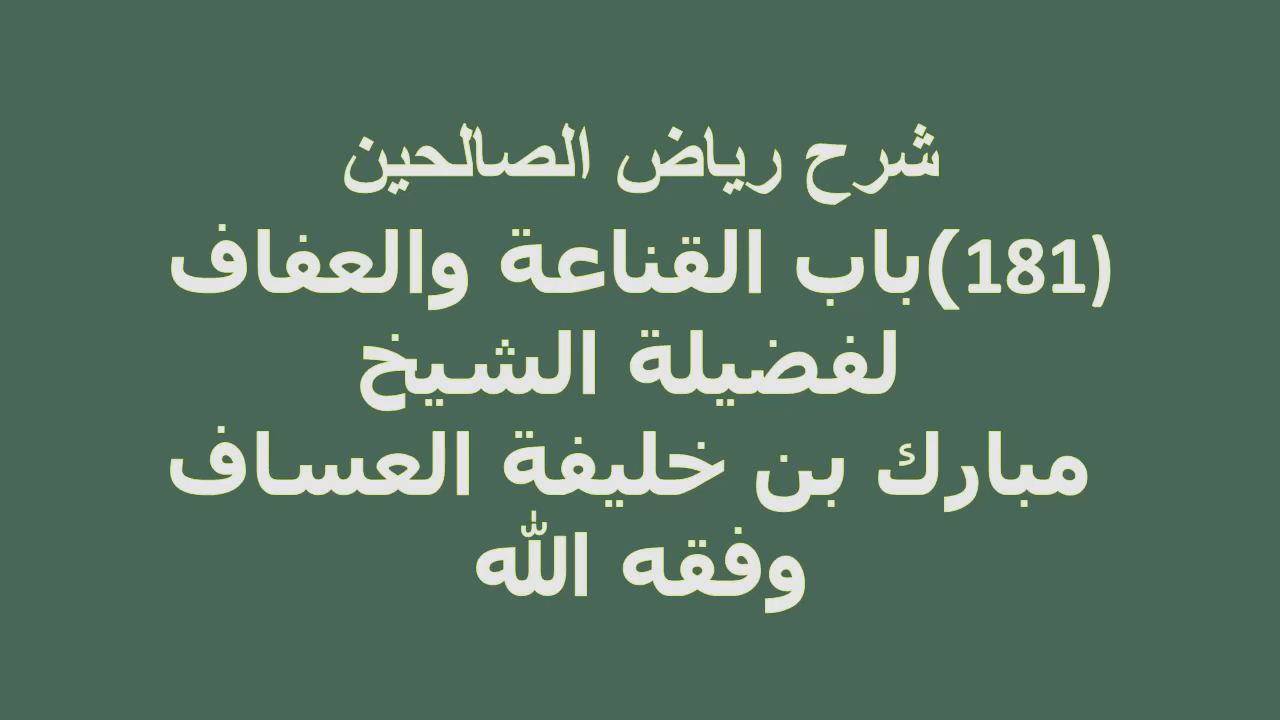 شرح رياض الصالحين
(181)باب القناعة والعفاف
لفضيلة الشيخ
مبارك بن خليفة العساف
وفقه الله